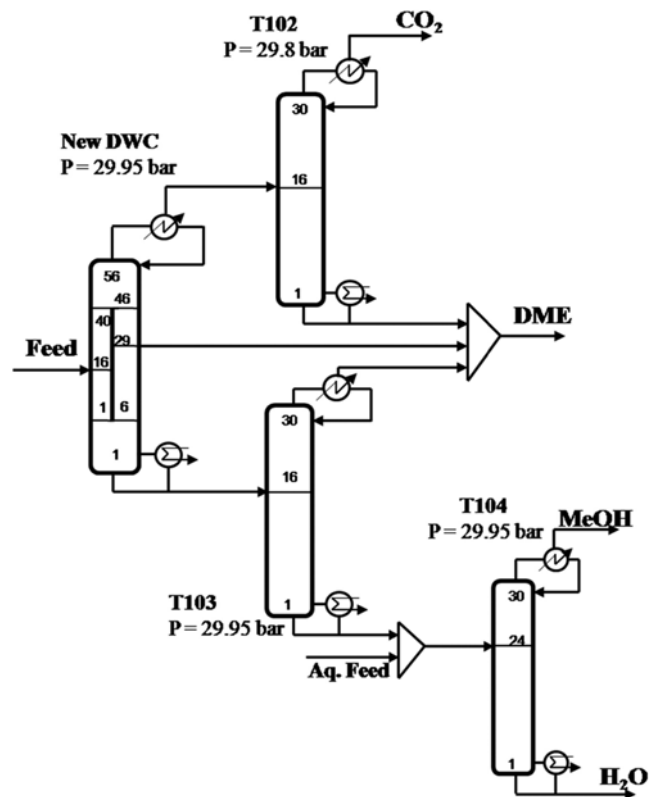 T102
P = 29.8 bar
CO₂
30
16
1
New DWC
P = 29.95 bar
56
46
40
29
16
1
6
1
Feed
DME
30
16
1
T103
P = 29.95 bar
Aq. Feed
T104
P = 29.95 bar
MeOH
30
24
1
H₂O